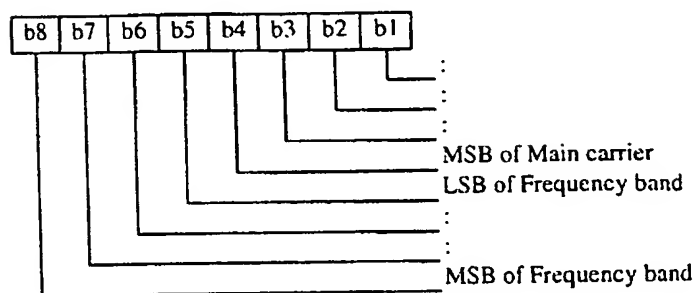 b8 b7 b6 b5 b4 b3 b2 b1
:
:
:
MSB of Main carrier
LSB of Frequency band
:
:
MSB of Frequency band